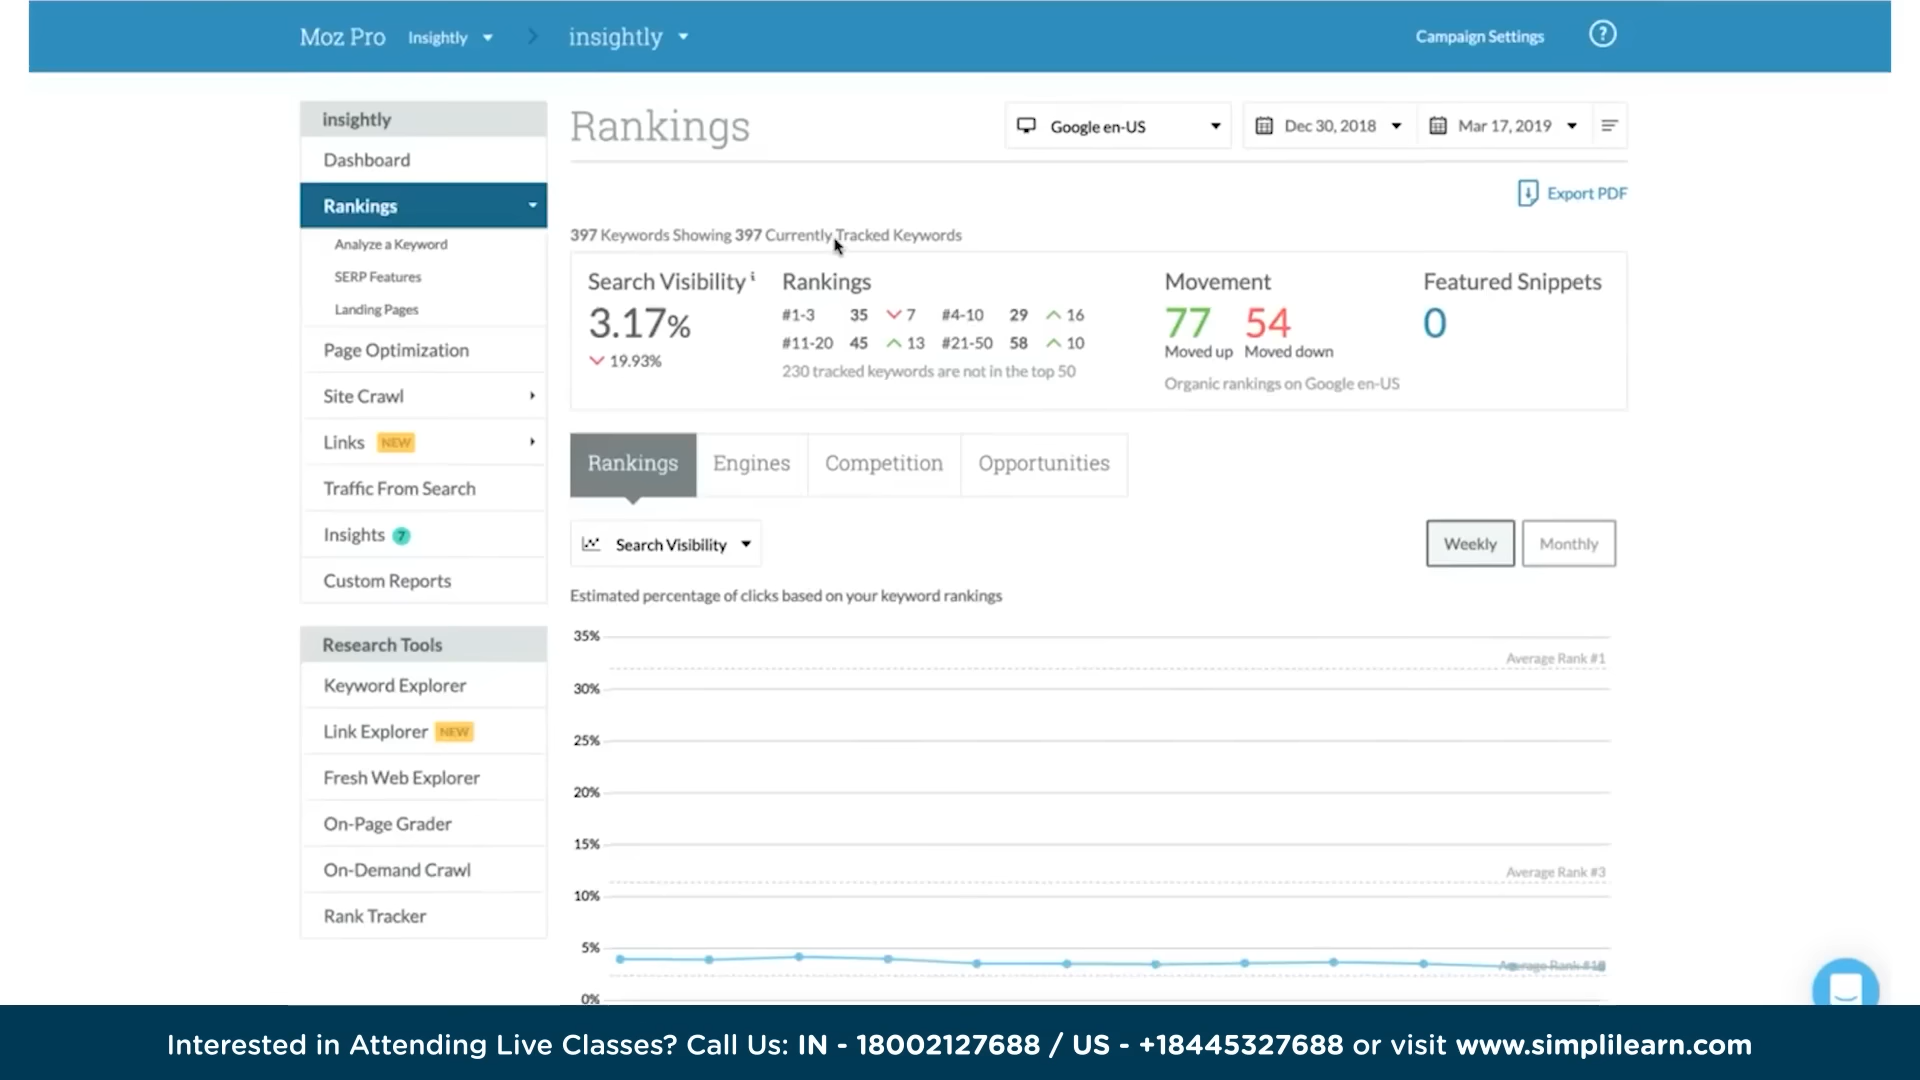 Moz Pro Insightly insightly Campaign Settings ?
insightly
Dashboard
Rankings
Analyze a Keyword
SERP Features
Landing Pages
Page Optimization
Site Crawl
Links NEW
Traffic From Search
Insights 7
Custom Reports
Research Tools
Keyword Explorer
Link Explorer NEW
Fresh Web Explorer
On-Page Grader
On-Demand Crawl
Rank Tracker
Rankings
Google en-US
Dec 30, 2018
Mar 17, 2019
Export PDF
397 Keywords Showing 397 Currently Tracked Keywords
Search Visibility i
3.17%
19.93%
Rankings
#1-3 35 7 #4-10 29 16
#11-20 45 13 #21-50 58 10
230 tracked keywords are not in the top 50
Movement
77 54
Moved up Moved down
Organic rankings on Google en-US
Featured Snippets
0
Rankings Engines Competition Opportunities
Search Visibility
Weekly Monthly
Estimated percentage of clicks based on your keyword rankings
35%
Average Rank #1
30%
25%
20%
15%
Average Rank #3
10%
5%
Average Rank
0%
Interested in Attending Live Classes? Call Us: IN - 18002127688 / US - +18445327688 or visit www.simplilearn.com